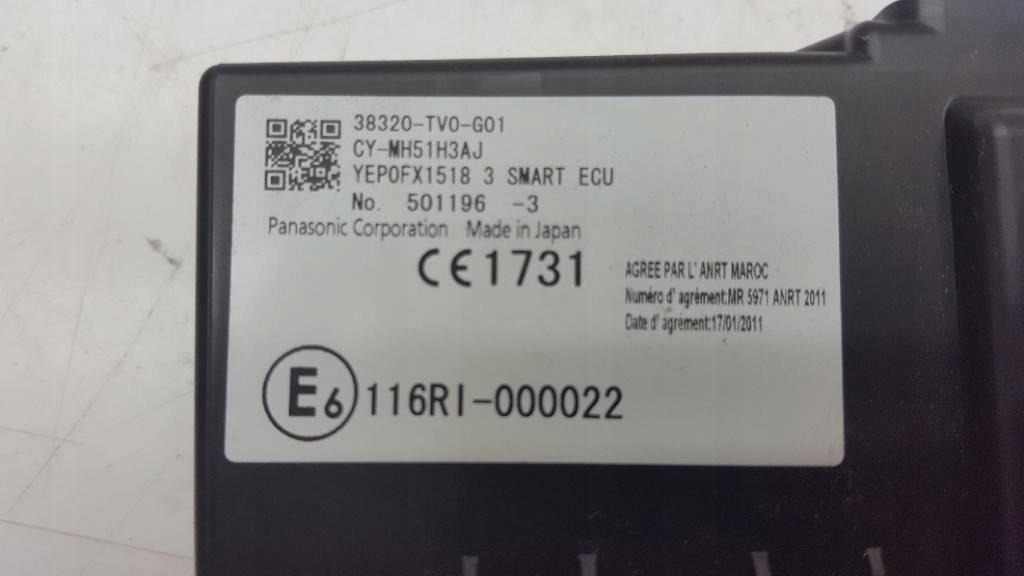 38320-TV0-G01
CY-MH51H3AJ
YEP0FX1518 3 SMART ECU
No. 501196 -3
Panasonic Corporation Made in Japan
CE1731
AGREE PAR L' ANRT MAROC
Numéro d' agrément:MR 5971 ANRT 2011
Date d' agrément:17/01/2011
E6 116RI-000022